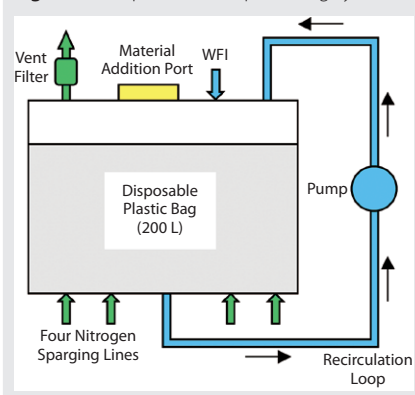 Vent
Filter
Material
Addition Port
WFI
Disposable
Plastic Bag
(200 L)
Pump
Four Nitrogen
Sparging Lines
Recirculation
Loop